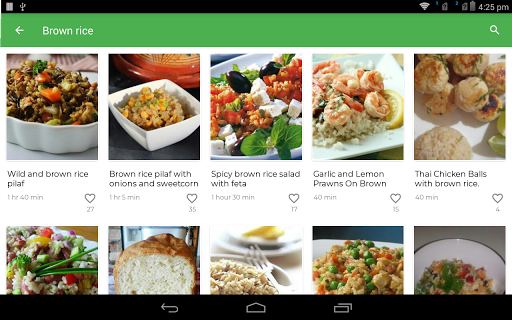 4:25 pm
Brown rice
Wild and brown rice
pilaf
1 hr 40 min
27
Brown rice pilaf with
onions and sweetcorn
1 hr 5 min
35
Spicy brown rice salad
with feta
1 hour 30 min
31
Garlic and Lemon
Prawns On Brown
40 min
15
Thai Chicken Balls
with brown rice.
40 min
4